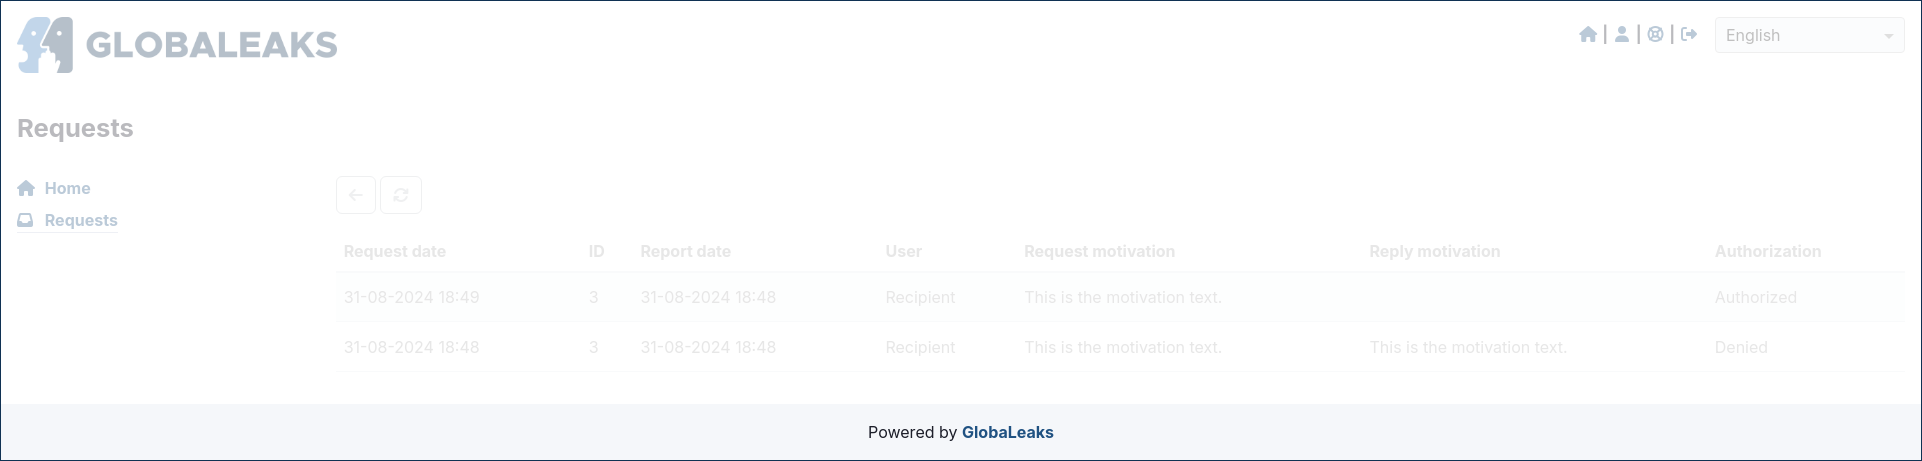 GLOBALEAKS
| | |
English
Requests
Home
Requests
Request date ID Report date User Request motivation Reply motivation Authorization
31-08-2024 18:49 3 31-08-2024 18:48 Recipient This is the motivation text. Authorized
31-08-2024 18:48 3 31-08-2024 18:48 Recipient This is the motivation text. This is the motivation text. Denied
Powered by GlobaLeaks